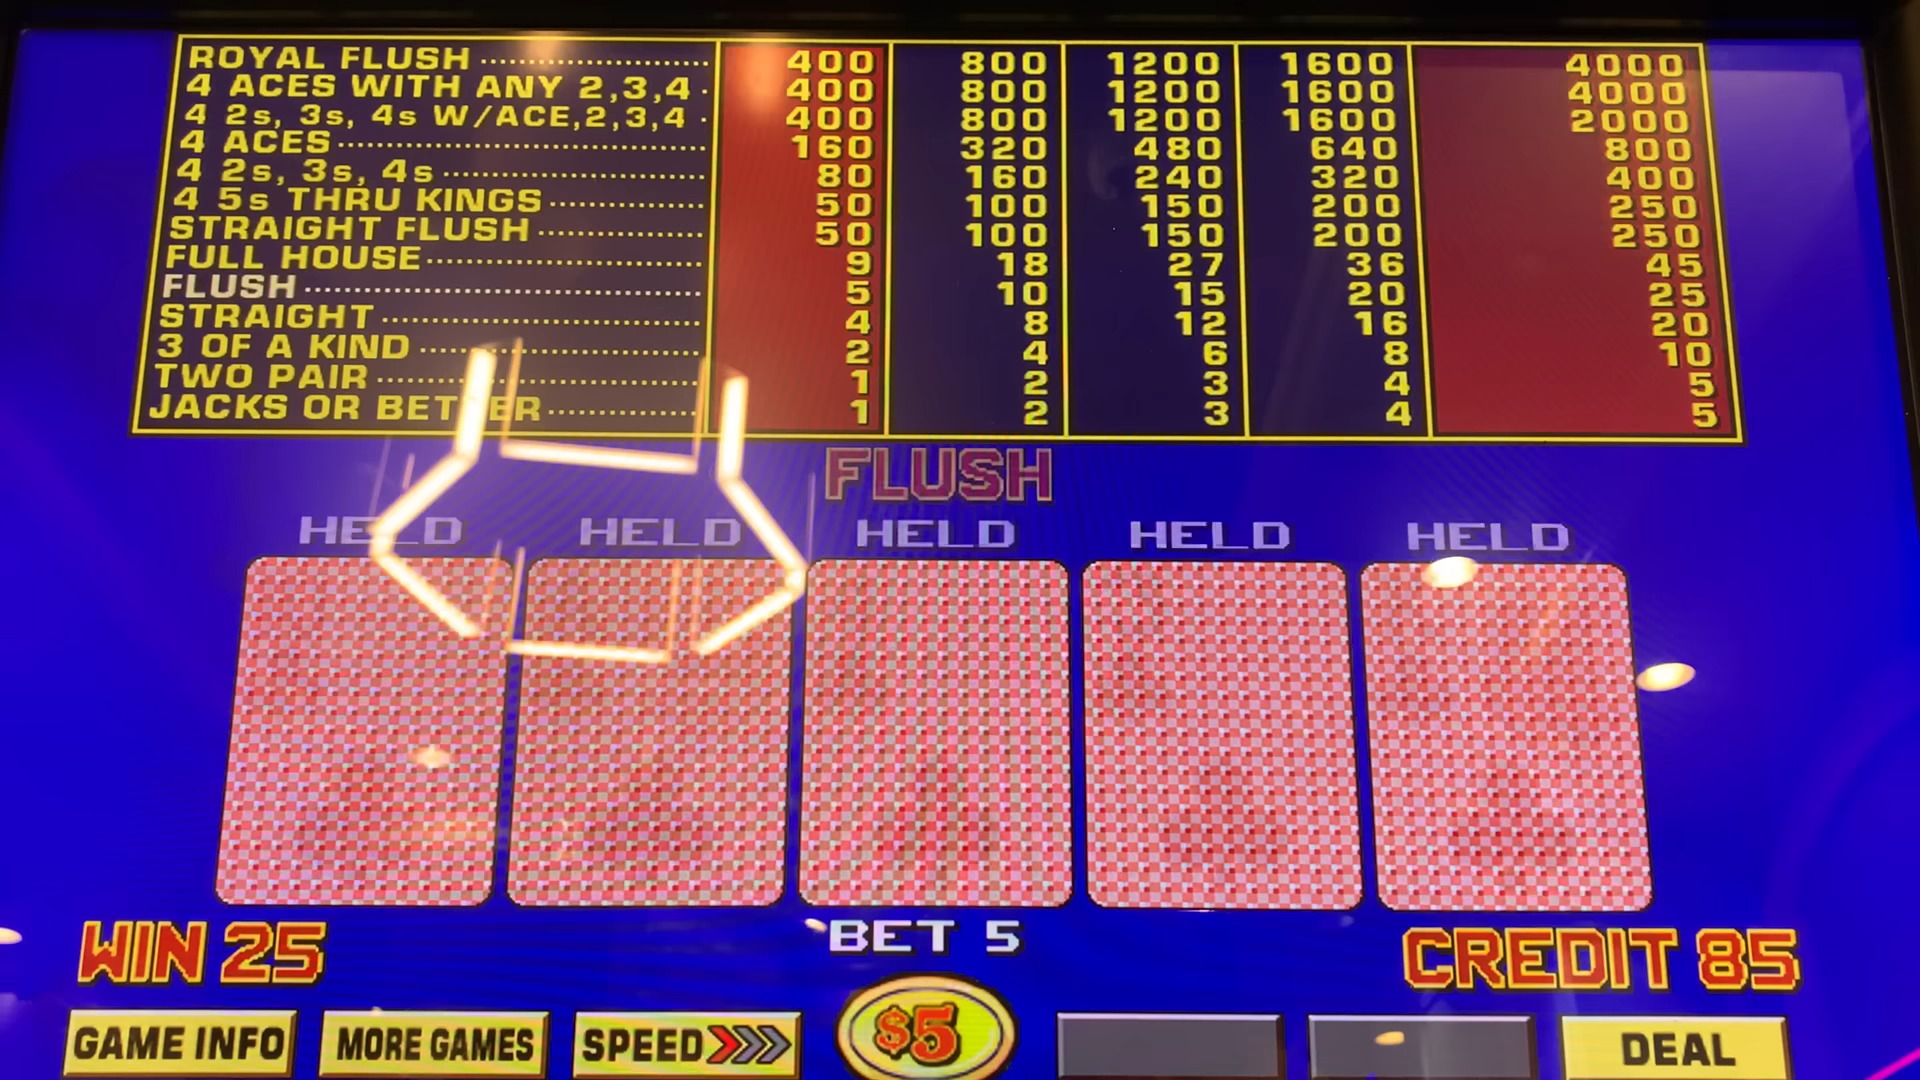 ROYAL FLUSH 400 800 1200 1600 4000
4 ACES WITH ANY 2,3,4 400 800 1200 1600 4000
4 2s, 3s, 4s W/ACE,2,3,4 400 800 1200 1600 2000
4 ACES 160 320 480 640 800
4 2s, 3s, 4s 80 160 240 320 400
4 5s THRU KINGS 50 100 150 200 250
STRAIGHT FLUSH 50 100 150 200 250
FULL HOUSE 9 18 27 36 45
FLUSH 5 10 15 20 25
STRAIGHT 4 8 12 16 20
3 OF A KIND 2 4 6 8 10
TWO PAIR 1 2 3 4 5
JACKS OR BETTER 1 2 3 4 5
FLUSH
HELD HELD HELD HELD HELD
WIN 25 BET 5 CREDIT 85
GAME INFO MORE GAMES SPEED $5 DEAL